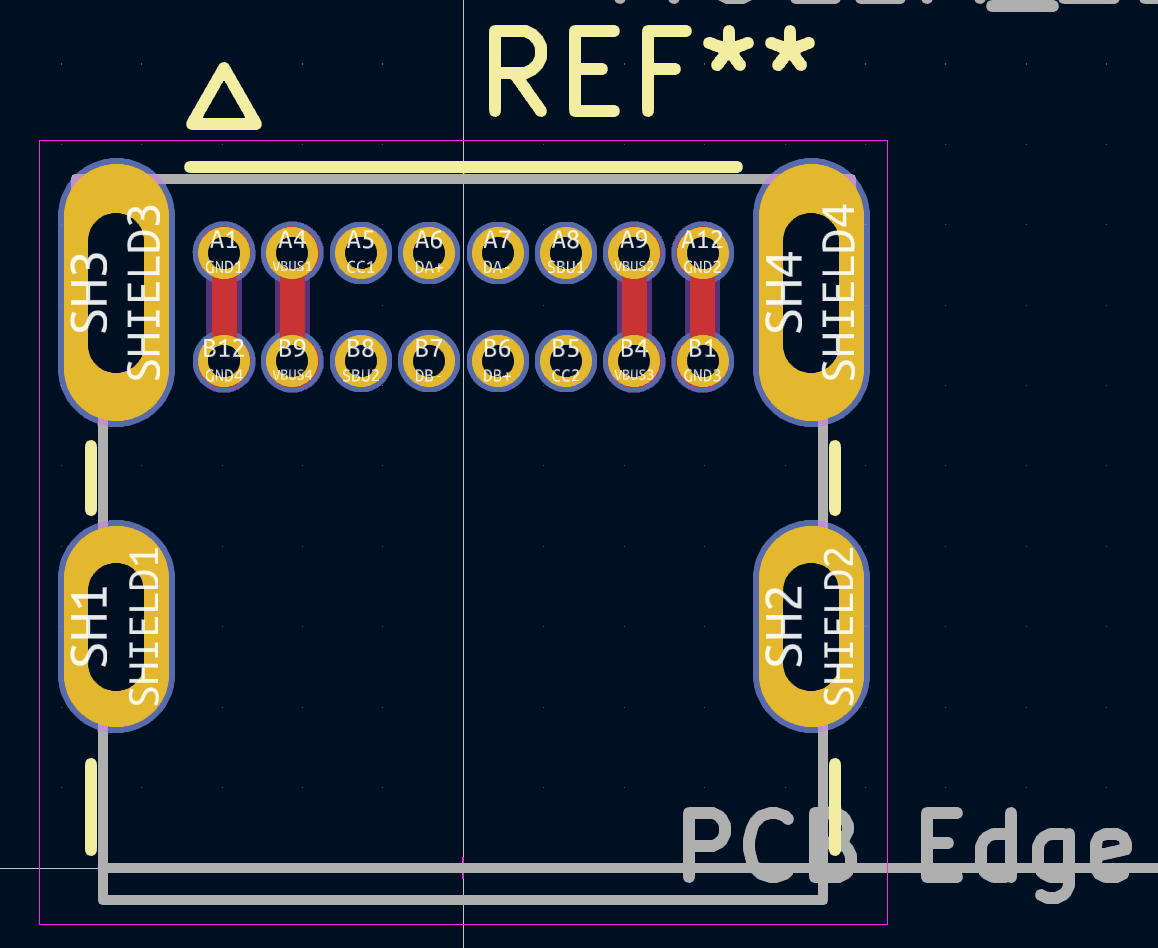 REF**
A1 A4 A5 A6 A7 A8 A9 A12
GND1 VBUS1 CC1 DA+ DA- SBU1 VBUS2 GND2
SH3
SHIELD3
SH4
SHIELD4
B12 B9 B8 B7 B6 B5 B4 B1
GND4 VBUS4 SBU2 DB- DB+ CC2 VBUS3 GND3
SH1
SHIELD1
SH2
SHIELD2
PCB Edge